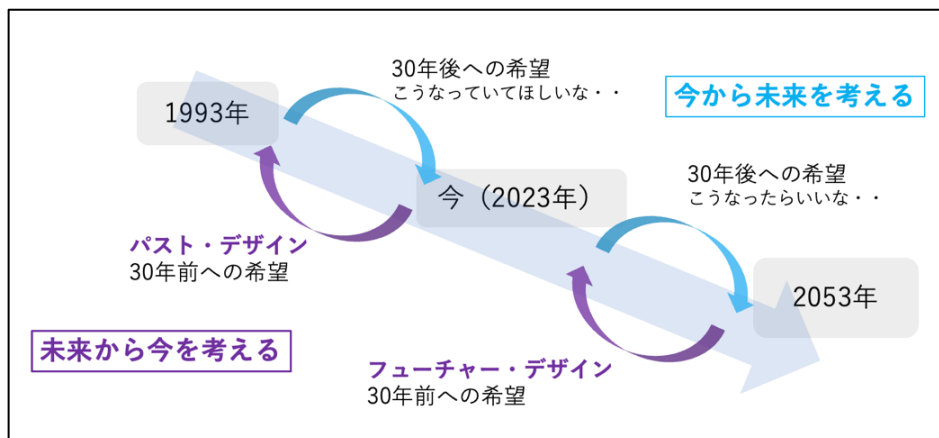 30年後への希望
こうなっていてほしいな・・
今から未来を考える
1993年
30年後への希望
こうなったらいいな・・
今（2023年）
パスト・デザイン
30年前への希望
2053年
未来から今を考える
フューチャー・デザイン
30年前への希望